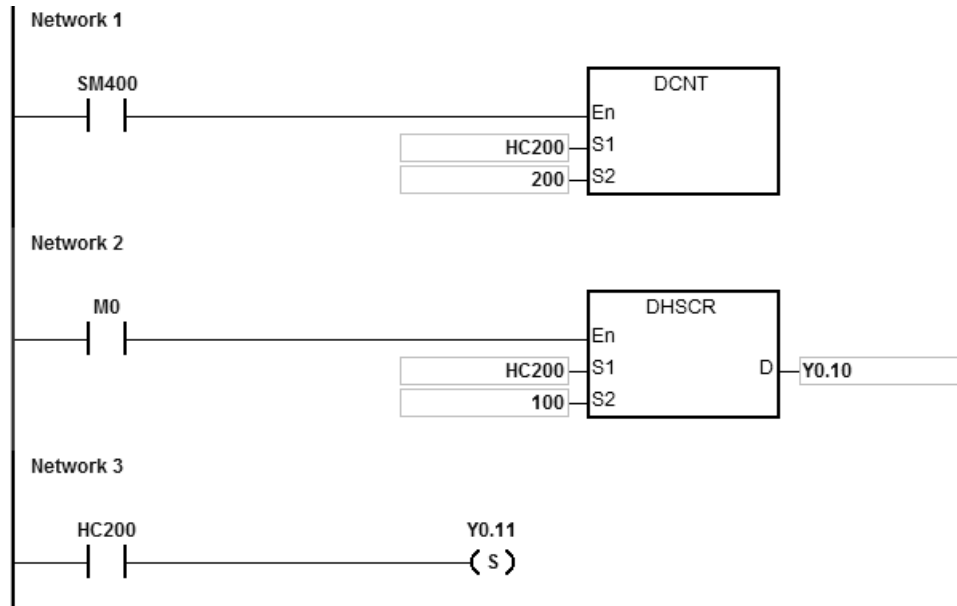 Network 1
SM400
DCNT
En
HC200 S1
200 S2
Network 2
M0
DHSCR
En
HC200 S1 D Y0.10
100 S2
Network 3
HC200 Y0.11
( S )